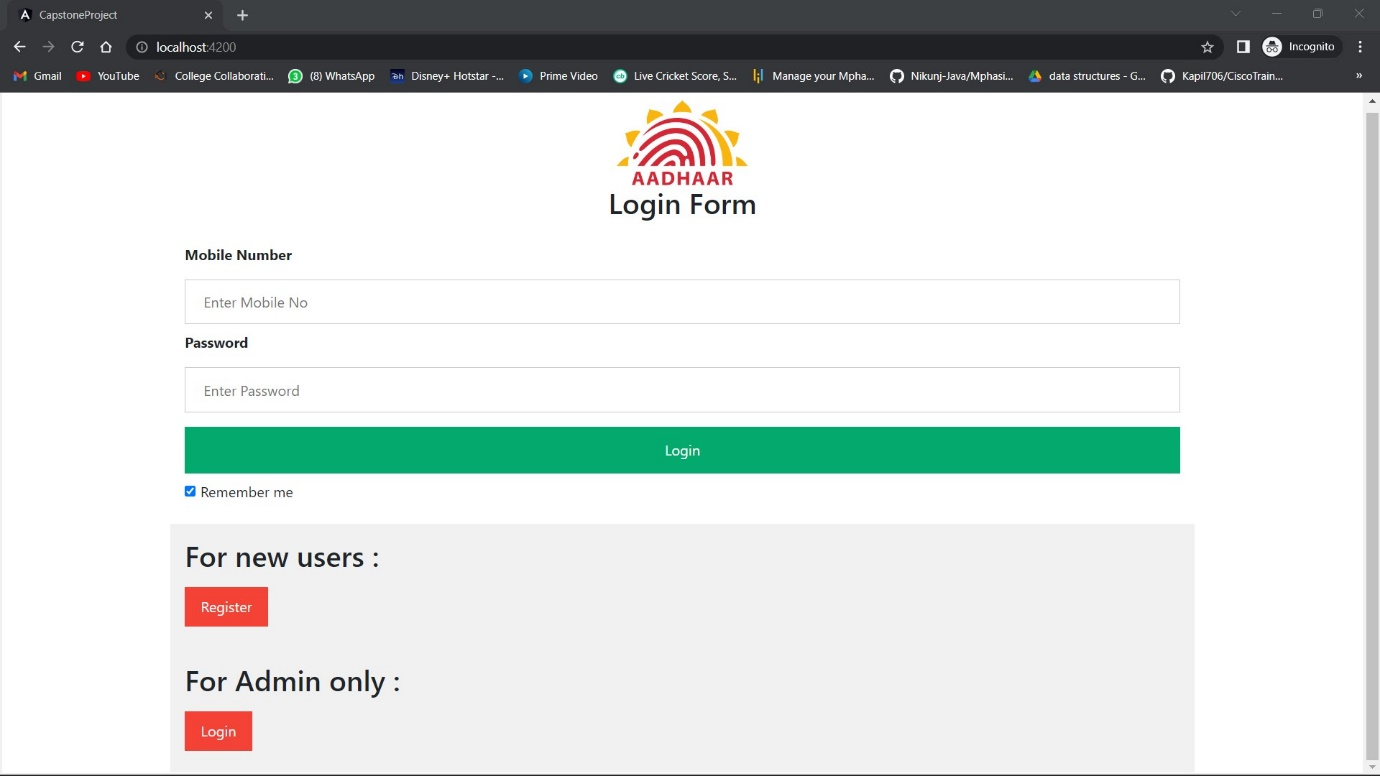 CapstoneProject
localhost:4200
Incognito
Gmail YouTube College Collaborati... (8) WhatsApp Disney+ Hotstar -... Prime Video Live Cricket Score, S... Manage your Mpha... Nikunj-Java/Mphasi... data structures - G... Kapil706/CiscoTrain... »
AADHAAR
Login Form
Mobile Number
Enter Mobile No
Password
Enter Password
Login
Remember me
For new users :
Register
For Admin only :
Login